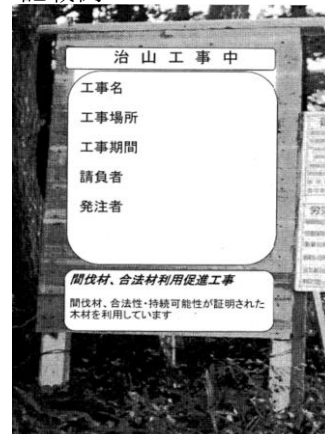 治山工事中
工事名
工事場所
工事期間
請負者
発注者
間伐材、合法材利用促進工事
間伐材、合法性・持続可能性が証明された
木材を利用しています